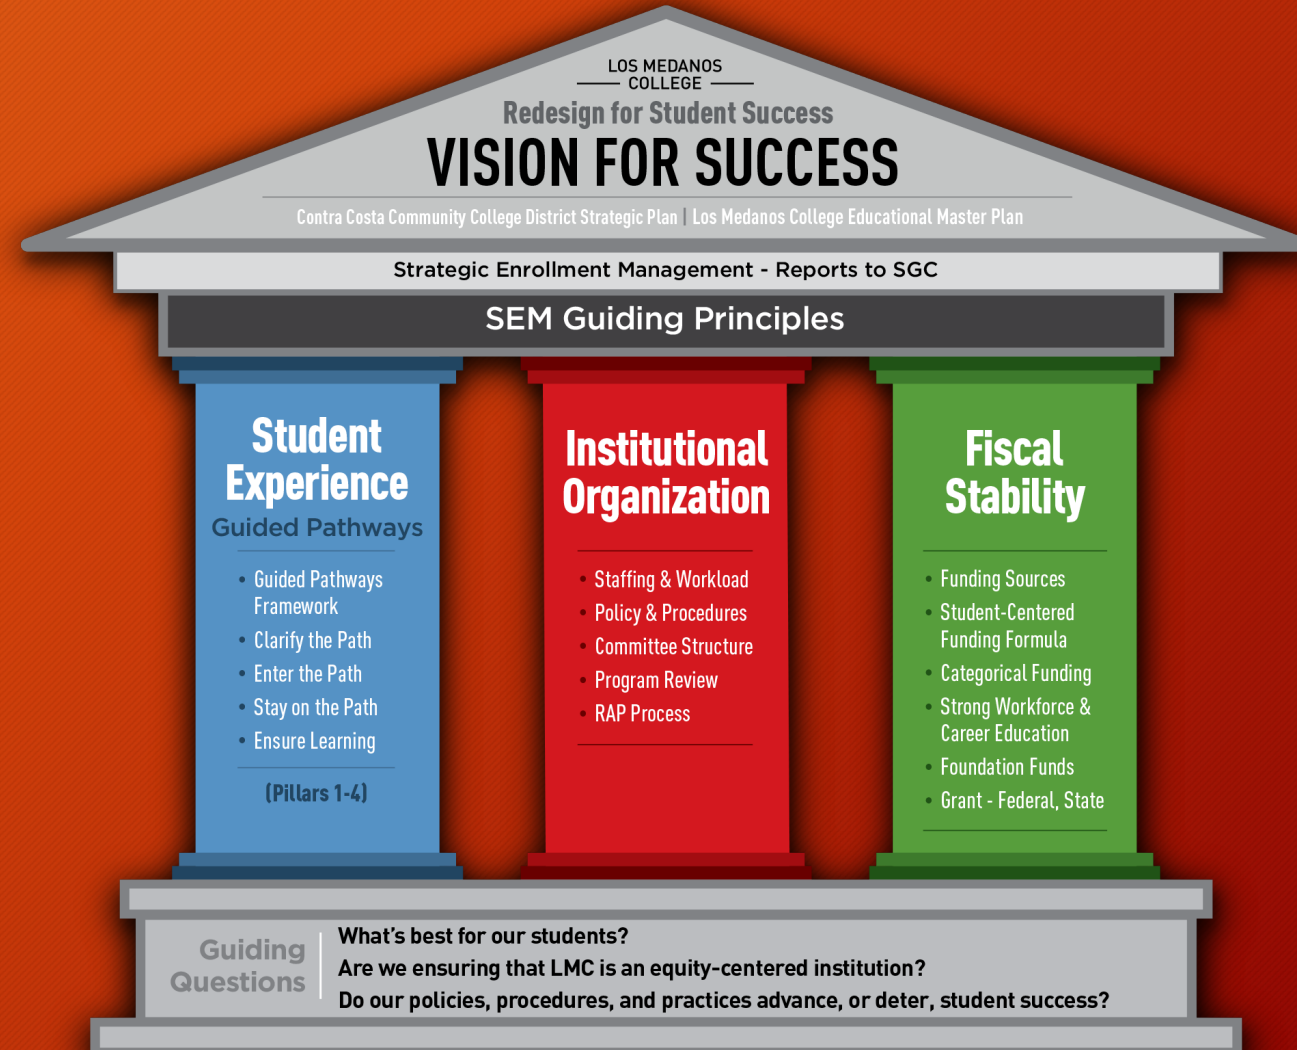 LOS MEDANOS
COLLEGE
Redesign for Student Success
VISION FOR SUCCESS
Contra Costa Community College District Strategic Plan | Los Medanos College Educational Master Plan
Strategic Enrollment Management - Reports to SGC
SEM Guiding Principles
Student
Experience
Guided Pathways
• Guided Pathways
Framework
• Clarify the Path
• Enter the Path
• Stay on the Path
• Ensure Learning
(Pillars 1-4)
Institutional
Organization
• Staffing & Workload
• Policy & Procedures
• Committee Structure
• Program Review
• RAP Process
Fiscal
Stability
• Funding Sources
• Student-Centered
Funding Formula
• Categorical Funding
• Strong Workforce &
Career Education
• Foundation Funds
• Grant - Federal, State
Guiding
Questions
What's best for our students?
Are we ensuring that LMC is an equity-centered institution?
Do our policies, procedures, and practices advance, or deter, student success?